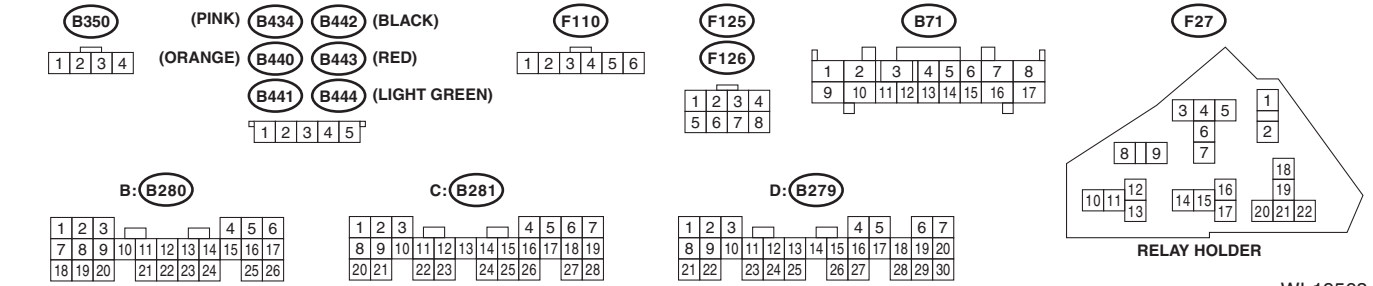 B350
1 2 3 4
(PINK) B434 B442 (BLACK)
(ORANGE) B440 B443 (RED)
B441 B444 (LIGHT GREEN)
1 2 3 4 5
F110
1 2 3 4 5 6
F125
F126
1 2 3 4
5 6 7 8
B71
1 2 3 4 5 6 7 8
9 10 11 12 13 14 15 16 17
F27
1
3 4 5
2
6
7
8 9
18
12
16
19
10 11
14 15
13
17
20 21 22
RELAY HOLDER
B: B280
1 2 3 4 5 6
7 8 9 10 11 12 13 14 15 16 17
18 19 20 21 22 23 24 25 26
C: B281
1 2 3 4 5 6 7
8 9 10 11 12 13 14 15 16 17 18 19
20 21 22 23 24 25 26 27 28
D: B279
1 2 3 4 5 6 7
8 9 10 11 12 13 14 15 16 17 18 19 20
21 22 23 24 25 26 27 28 29 30